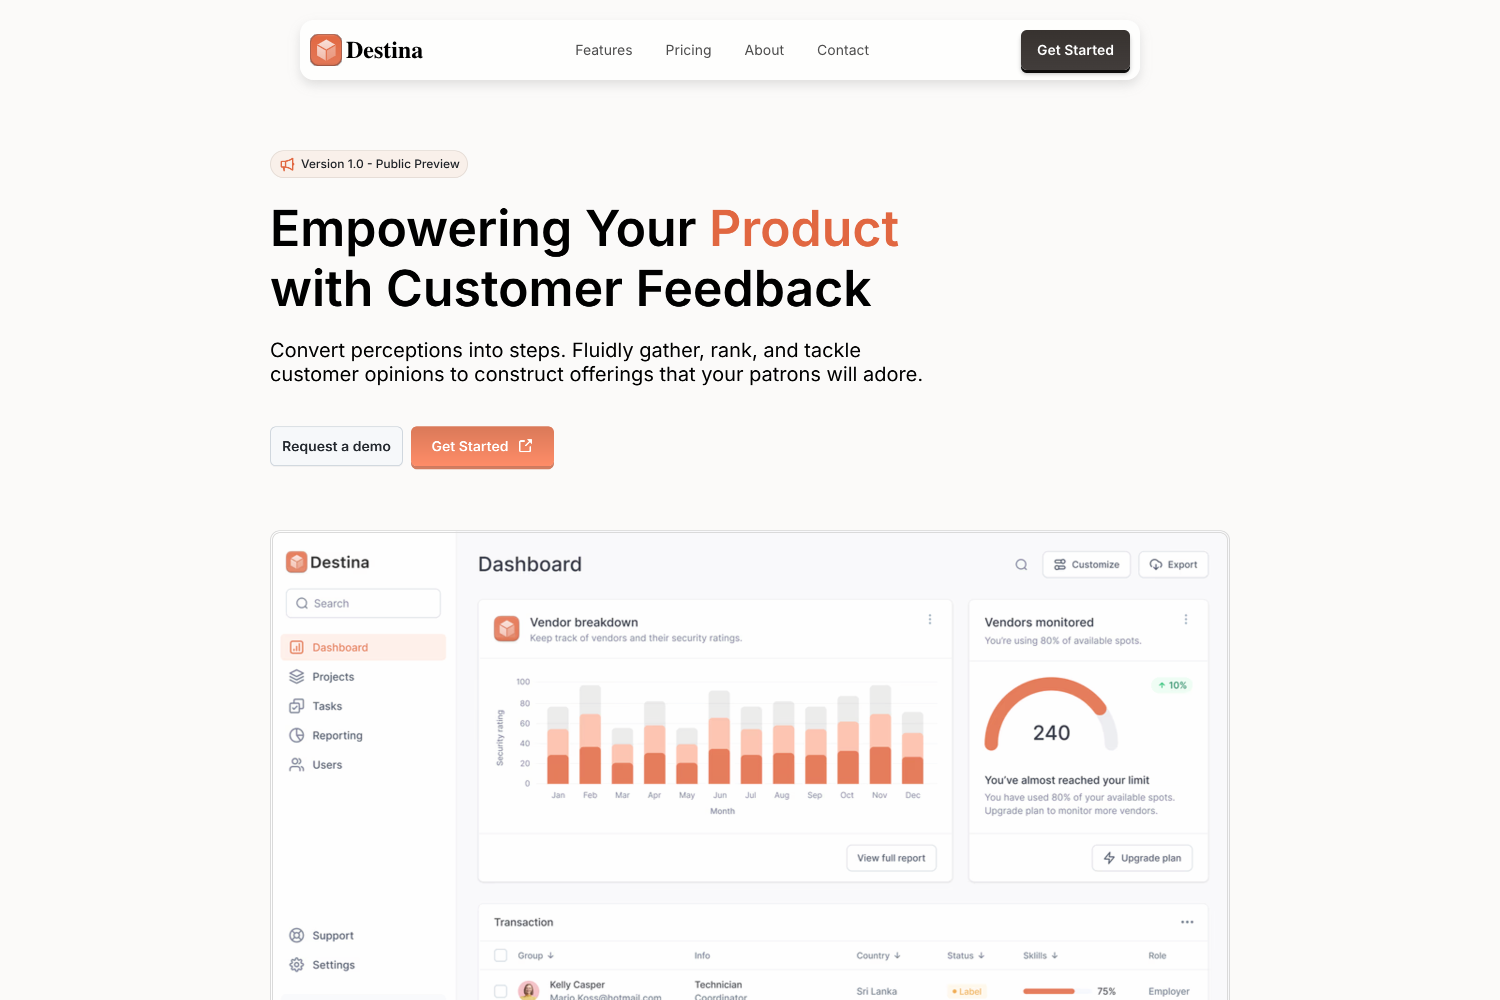 Destina
Features Pricing About Contact
Get Started
Version 1.0 - Public Preview
Empowering Your Product
with Customer Feedback
Convert perceptions into steps. Fluidly gather, rank, and tackle
customer opinions to construct offerings that your patrons will adore.
Request a demo
Get Started
Destina
Search
Dashboard
Projects
Tasks
Reporting
Users
Support
Settings
Dashboard
Customize
Export
Vendor breakdown
Keep track of vendors and their security ratings.
100
80
60
40
20
0
Security rating
Jan Feb Mar Apr May Jun Jul Aug Sep Oct Nov Dec
Month
View full report
Vendors monitored
You're using 80% of available spots.
10%
240
You've almost reached your limit
You have used 80% of your available spots.
Upgrade plan to monitor more vendors.
Upgrade plan
Transaction
Group Info Country Status Sklills Role
Kelly Casper
Mario Koss@hotmail.com
Technician
Coordinator
Sri Lanka
Label
75%
Employer